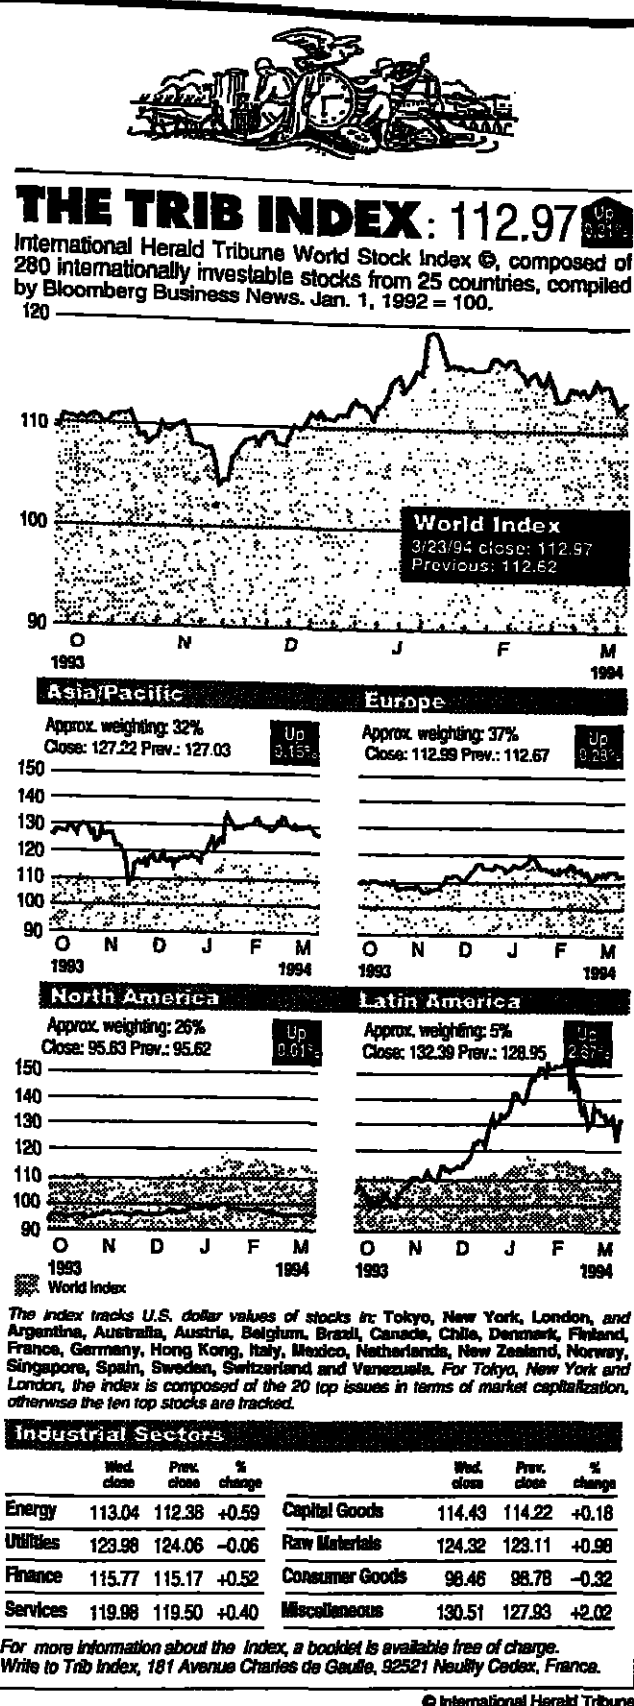 THE TRIB INDEX: 112.97 Up 0.31%
International Herald Tribune World Stock Index ©, composed of
280 internationally investable stocks from 25 countries, compiled
by Bloomberg Business News. Jan. 1, 1992 = 100.
120
110
100
90
World Index
3/23/94 close: 112.97
Previous: 112.62
O N D J F M
1993 1994
Asia/Pacific
Approx. weighting: 32%
Close: 127.22 Prev.: 127.03
Up
0.15%
150
140
130
120
110
100
90
O N D J F M
1993 1994
Europe
Approx. weighting: 37%
Close: 112.99 Prev.: 112.67
Up
0.28%
O N D J F M
1993 1994
North America
Approx. weighting: 26%
Close: 95.63 Prev.: 95.62
Up
0.01%
150
140
130
120
110
100
90
O N D J F M
1993 1994
Latin America
Approx. weighting: 5%
Close: 132.39 Prev.: 128.95
Up
2.67%
O N D J F M
1993 1994
World Index
The index tracks U.S. dollar values of stocks in: Tokyo, New York, London, and
Argentina, Australia, Austria, Belgium, Brazil, Canada, Chile, Denmark, Finland,
France, Germany, Hong Kong, Italy, Mexico, Netherlands, New Zealand, Norway,
Singapore, Spain, Sweden, Switzerland and Venezuela. For Tokyo, New York and
London, the index is composed of the 20 top issues in terms of market capitalization,
otherwise the ten top stocks are tracked.
Industrial Sectors
Wed. close Prev. close % change Wed. close Prev. close % change
Energy 113.04 112.38 +0.59 Capital Goods 114.43 114.22 +0.18
Utilities 123.98 124.06 –0.06 Raw Materials 124.32 123.11 +0.98
Finance 115.77 115.17 +0.52 Consumer Goods 98.46 98.78 –0.32
Services 119.98 119.50 +0.40 Miscellaneous 130.51 127.93 +2.02
For more information about the Index, a booklet is available free of charge.
Write to Trib Index, 181 Avenue Charles de Gaulle, 92521 Neuilly Cedex, France.
© International Herald Tribune